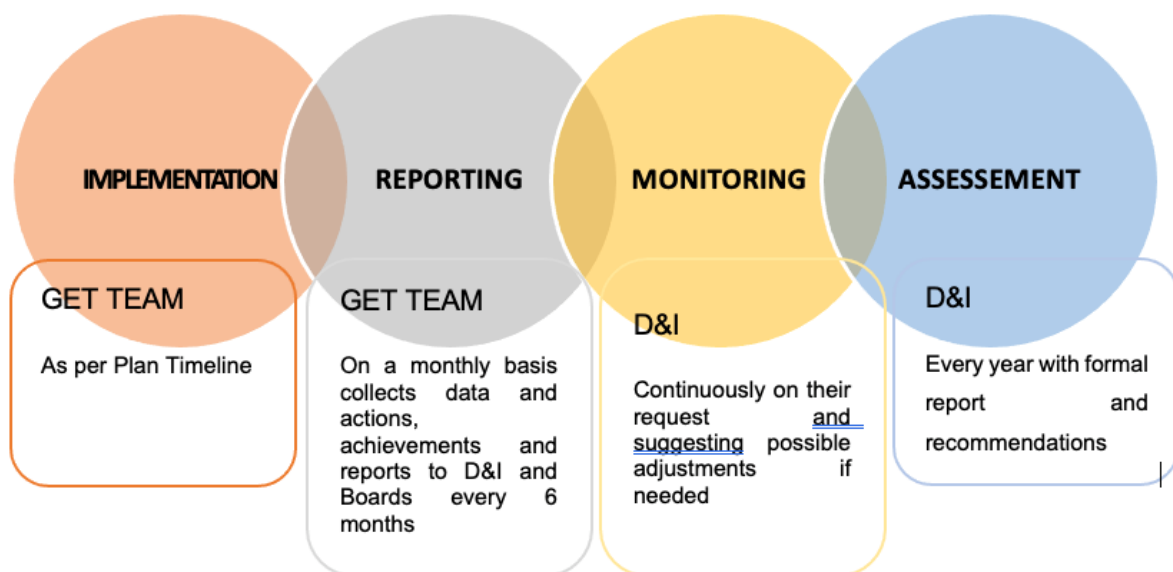 IMPLEMENTATION
REPORTING
MONITORING
ASSESSEMENT
GET TEAM
As per Plan Timeline
GET TEAM
On a monthly basis
collects data and
actions,
achievements and
reports to D&I and
Boards every 6
months
D&I
Continuously on their
request and
suggesting possible
adjustments if
needed
D&I
Every year with formal
report and
recommendations